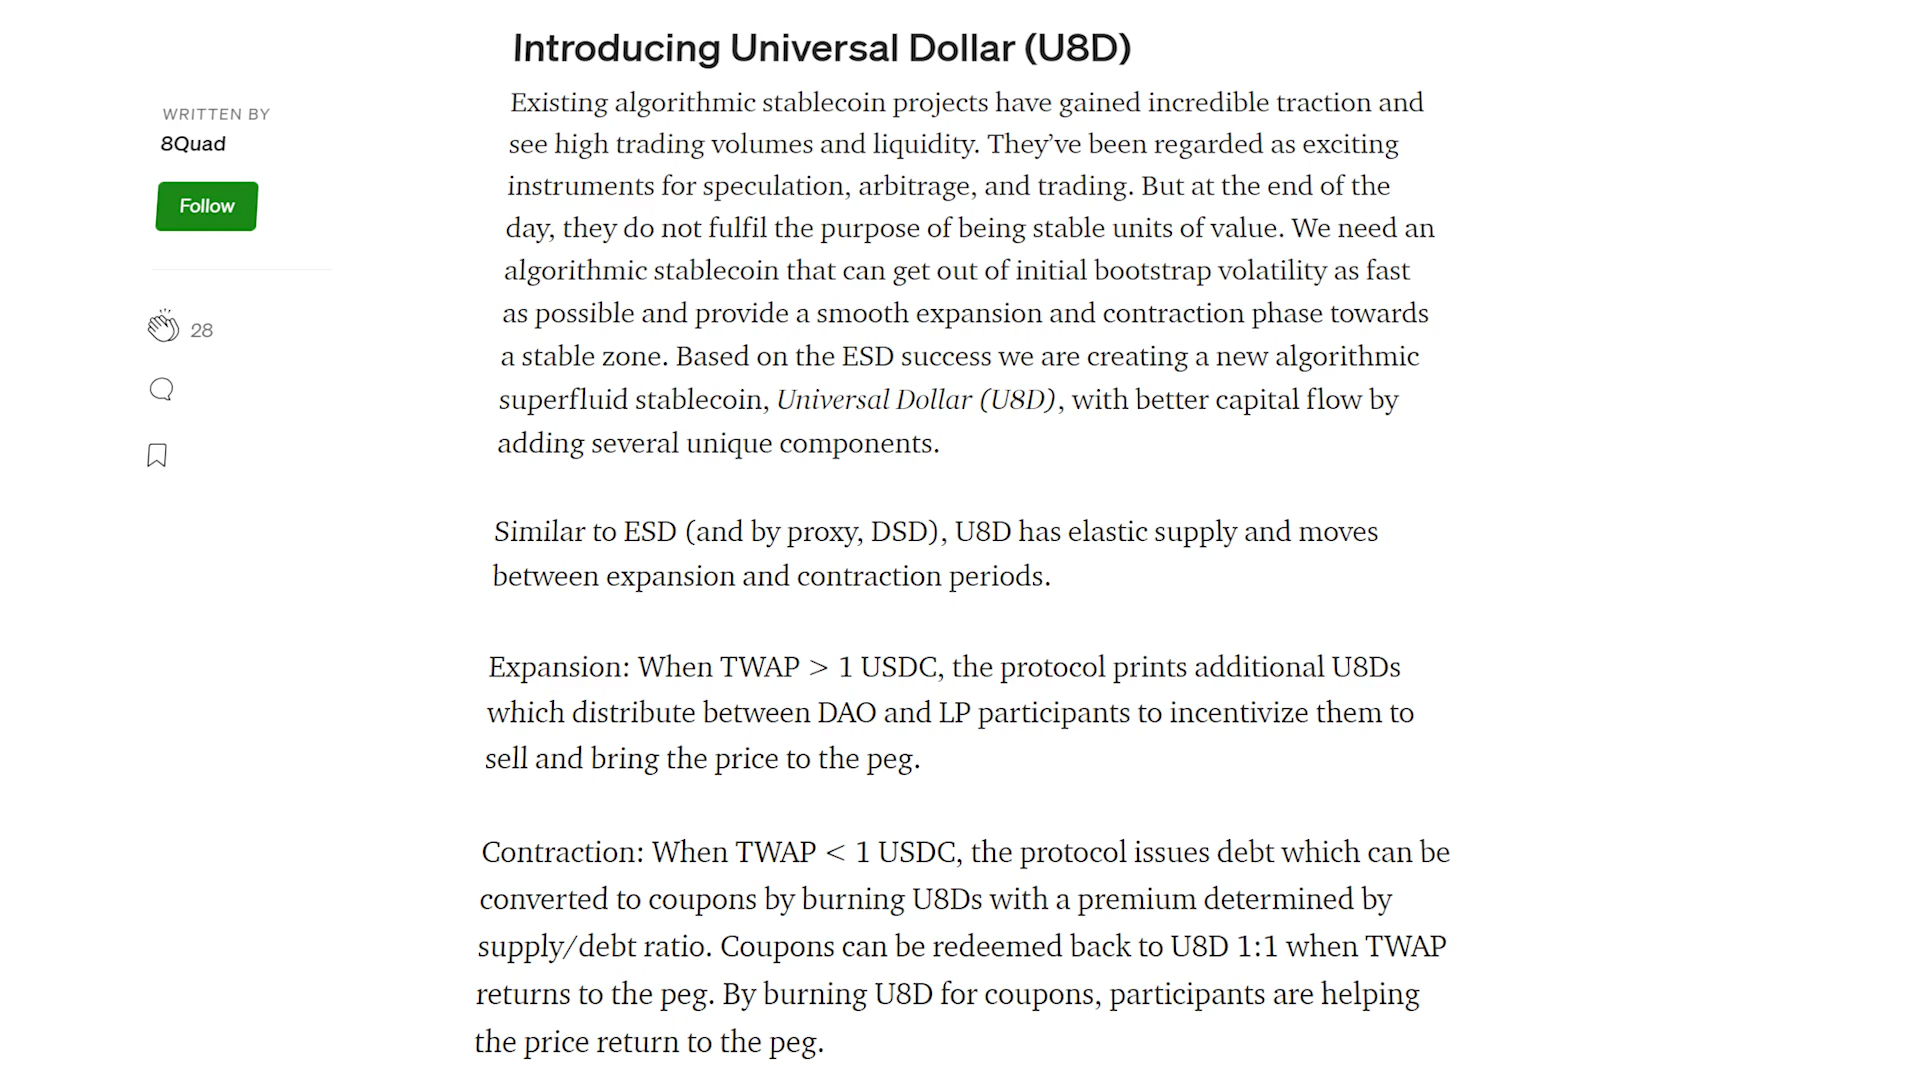 Introducing Universal Dollar (U8D)
WRITTEN BY
8Quad
Follow
28
Existing algorithmic stablecoin projects have gained incredible traction and
see high trading volumes and liquidity. They’ve been regarded as exciting
instruments for speculation, arbitrage, and trading. But at the end of the
day, they do not fulfil the purpose of being stable units of value. We need an
algorithmic stablecoin that can get out of initial bootstrap volatility as fast
as possible and provide a smooth expansion and contraction phase towards
a stable zone. Based on the ESD success we are creating a new algorithmic
superfluid stablecoin, Universal Dollar (U8D), with better capital flow by
adding several unique components.
Similar to ESD (and by proxy, DSD), U8D has elastic supply and moves
between expansion and contraction periods.
Expansion: When TWAP > 1 USDC, the protocol prints additional U8Ds
which distribute between DAO and LP participants to incentivize them to
sell and bring the price to the peg.
Contraction: When TWAP < 1 USDC, the protocol issues debt which can be
converted to coupons by burning U8Ds with a premium determined by
supply/debt ratio. Coupons can be redeemed back to U8D 1:1 when TWAP
returns to the peg. By burning U8D for coupons, participants are helping
the price return to the peg.